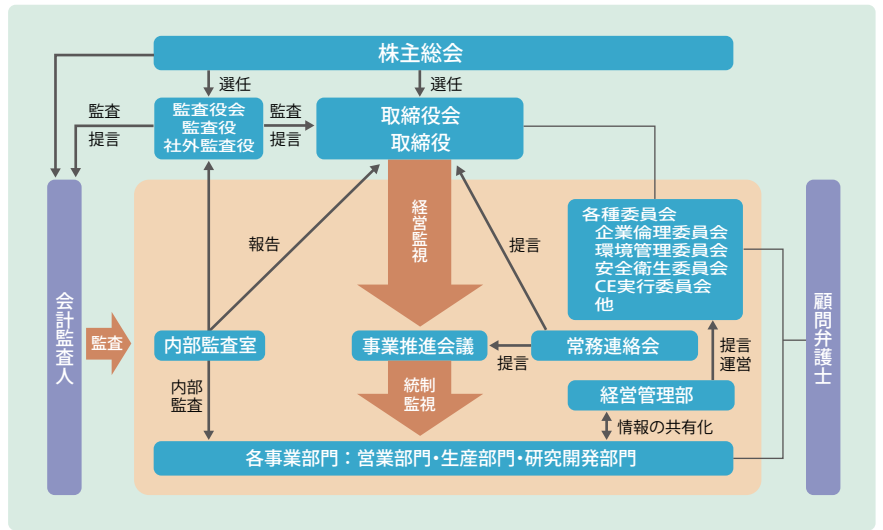 株主総会
選任
選任
監査役会
監査役
社外監査役
監査
提言
監査
提言
取締役会
取締役
経営監視
報告
提言
各種委員会
企業倫理委員会
環境管理委員会
安全衛生委員会
CE実行委員会
他
会計監査人
監査
顧問弁護士
内部監査室
事業推進会議
提言
常務連絡会
提言
運営
内部
監査
統制
監視
経営管理部
情報の共有化
各事業部門：営業部門・生産部門・研究開発部門